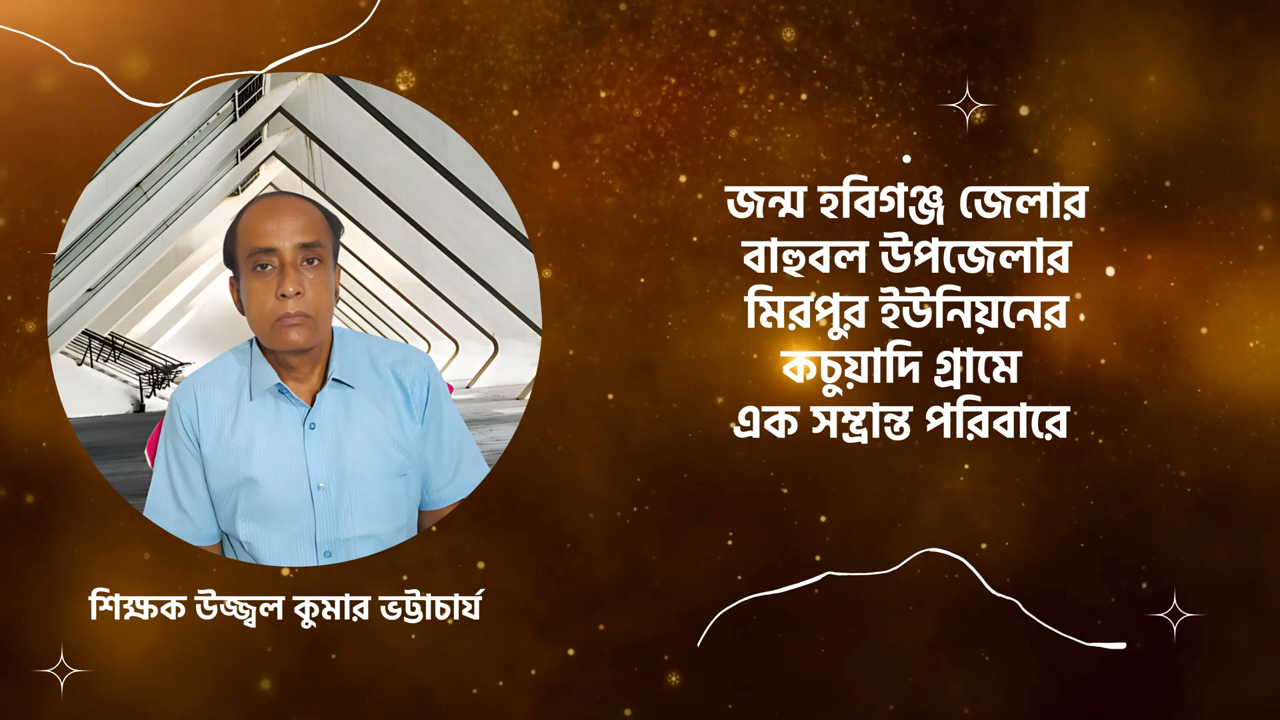 জন্ম হবিগঞ্জ জেলার
বাহুবল উপজেলার
মিরপুর ইউনিয়নের
কচুয়াদি গ্রামে
এক সম্ভ্রান্ত পরিবারে
শিক্ষক উজ্জ্বল কুমার ভট্টাচার্য